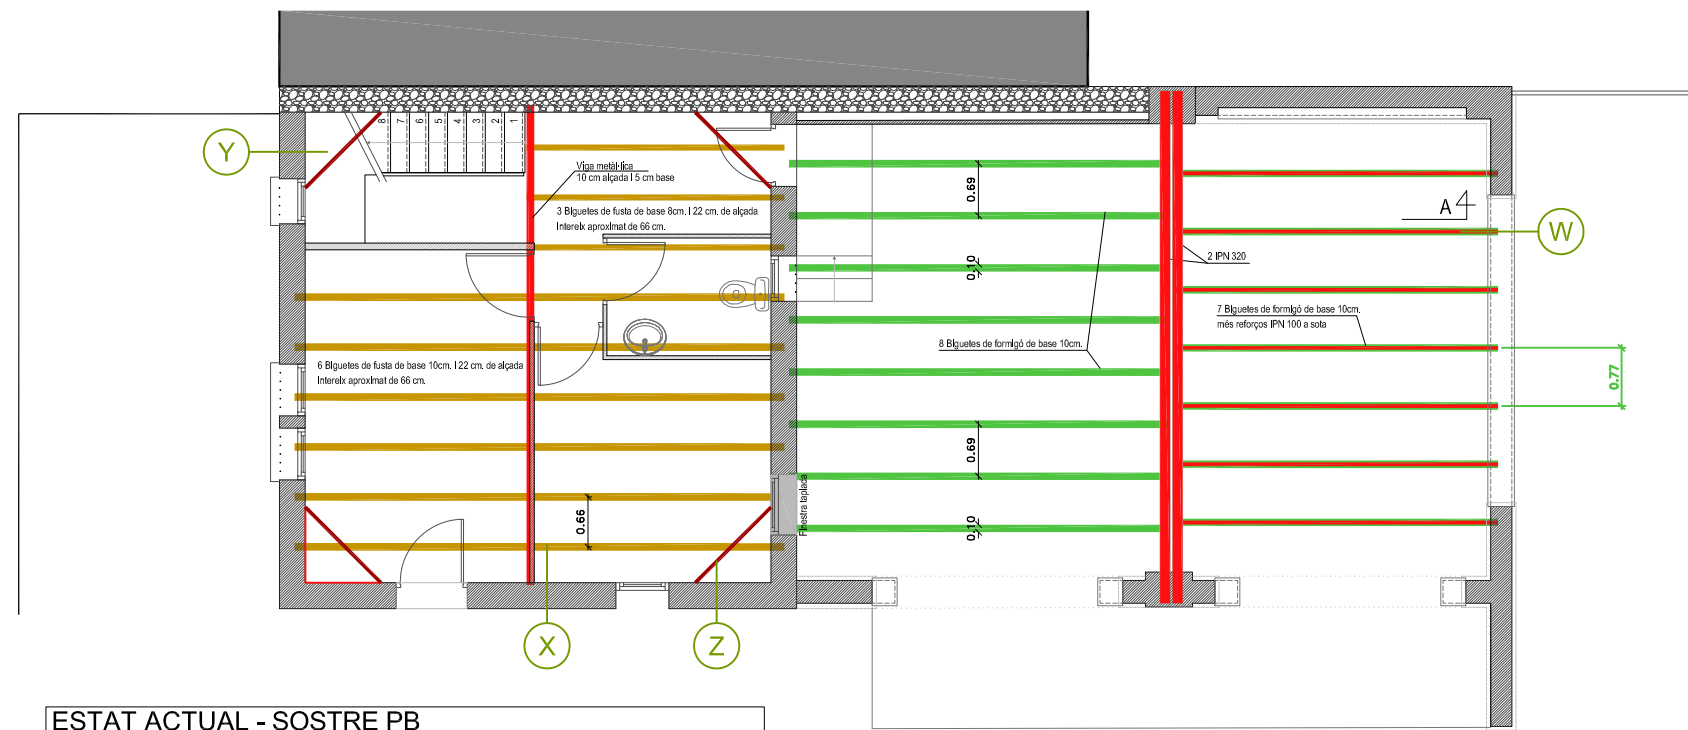 8 7 6 5 4 3 2 1
Y
Viga metàl·lica
10 cm alçada I 5 cm base
3 Biguetes de fusta de base 8cm. I 22 cm. de alçada
Intereix aproximat de 66 cm.
0.69
A
W
2 IPN 320
0.10
7 Biguetes de formigó de base 10cm.
més reforços IPN 100 a sota
8 Biguetes de formigó de base 10cm.
6 Biguetes de fusta de base 10cm. I 22 cm. de alçada
Intereix aproximat de 66 cm.
0.77
0.69
Finestra tapiada
0.66
0.10
X
Z
ESTAT ACTUAL - SOSTRE PB